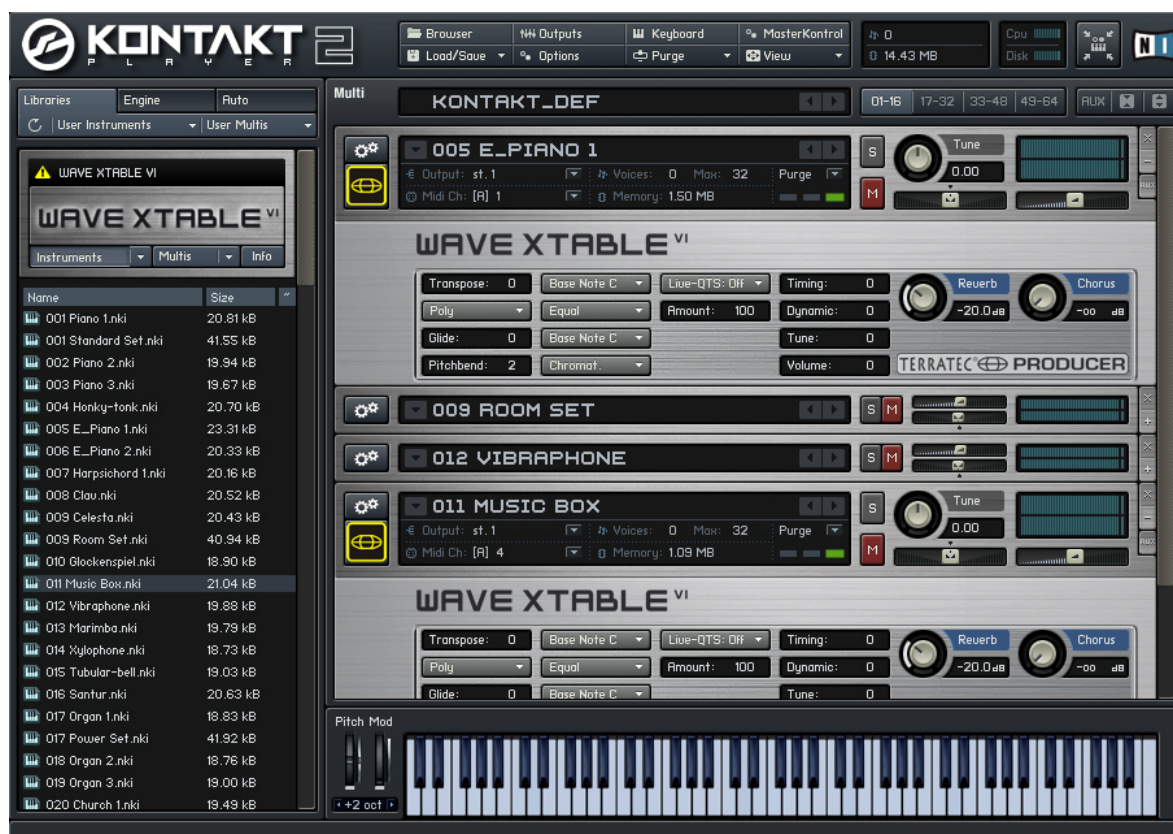 KONTAKT 2
PLAYER
Browser Outputs Keyboard MasterKontrol
Load/Save Options Purge View
0
14.43 MB
Cpu
Disk
NI
Libraries Engine Auto
User Instruments User Multis
WAVE XTABLE VI
WAVE XTABLE VI
Instruments Multis Info
Name Size
001 Piano 1.nki 20.81 kB
001 Standard Set.nki 41.55 kB
002 Piano 2.nki 19.94 kB
003 Piano 3.nki 19.67 kB
004 Honky-tonk.nki 20.70 kB
005 E_Piano 1.nki 23.31 kB
006 E_Piano 2.nki 20.33 kB
007 Harpsichord 1.nki 20.16 kB
008 Clav.nki 20.52 kB
009 Celesta.nki 20.43 kB
009 Room Set.nki 40.94 kB
010 Glockenspiel.nki 18.90 kB
011 Music Box.nki 21.04 kB
012 Vibraphone.nki 19.88 kB
013 Marimba.nki 19.79 kB
014 Xylophone.nki 18.73 kB
015 Tubular-bell.nki 19.03 kB
016 Santur.nki 20.63 kB
017 Organ 1.nki 18.83 kB
017 Power Set.nki 41.92 kB
018 Organ 2.nki 18.76 kB
019 Organ 3.nki 19.00 kB
020 Church 1.nki 19.49 kB
Multi KONTAKT_DEF 01-16 17-32 33-48 49-64 AUX
005 E_PIANO 1 S Tune
Output: st. 1 Voices: 0 Max: 32 Purge 0.00
Midi Ch: [A] 1 Memory: 1.50 MB M AUX
WAVE XTABLE VI
Transpose: 0 Base Note C Live-QTS: Off Timing: 0 Reverb Chorus
Poly Equal Amount: 100 Dynamic: 0 -20.0 dB -oo dB
Glide: 0 Base Note C Tune: 0
Pitchbend: 2 Chromat. Volume: 0 TERRATEC PRODUCER
009 ROOM SET S M
012 VIBRAPHONE S M
011 MUSIC BOX S Tune
Output: st. 1 Voices: 0 Max: 32 Purge 0.00
Midi Ch: [A] 4 Memory: 1.09 MB M AUX
WAVE XTABLE VI
Transpose: 0 Base Note C Live-QTS: Off Timing: 0 Reverb Chorus
Poly Equal Amount: 100 Dynamic: 0 -20.0 dB -oo dB
Glide: 0 Base Note C Tune: 0
Pitch Mod
+2 oct